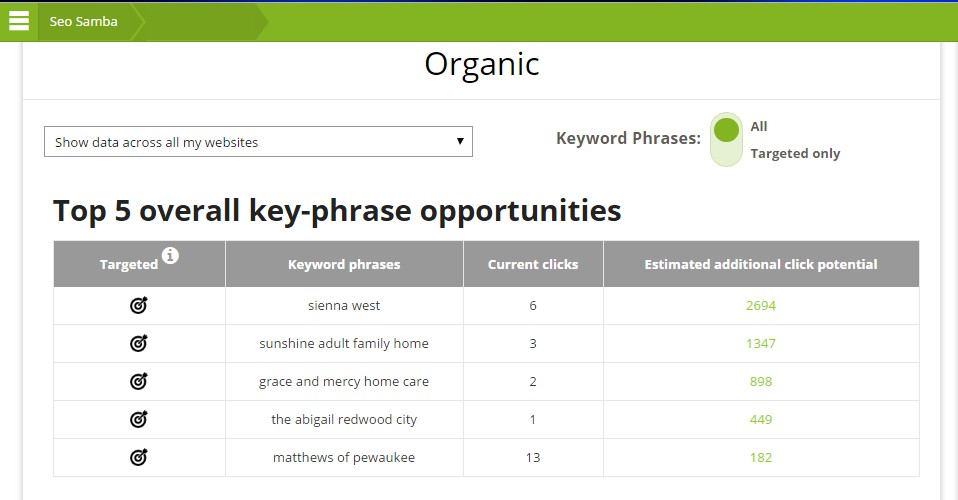 Seo Samba
Organic
Show data across all my websites
Keyword Phrases:
All
Targeted only
Top 5 overall key-phrase opportunities
Targeted Keyword phrases Current clicks Estimated additional click potential
sienna west 6 2694
sunshine adult family home 3 1347
grace and mercy home care 2 898
the abigail redwood city 1 449
matthews of pewaukee 13 182